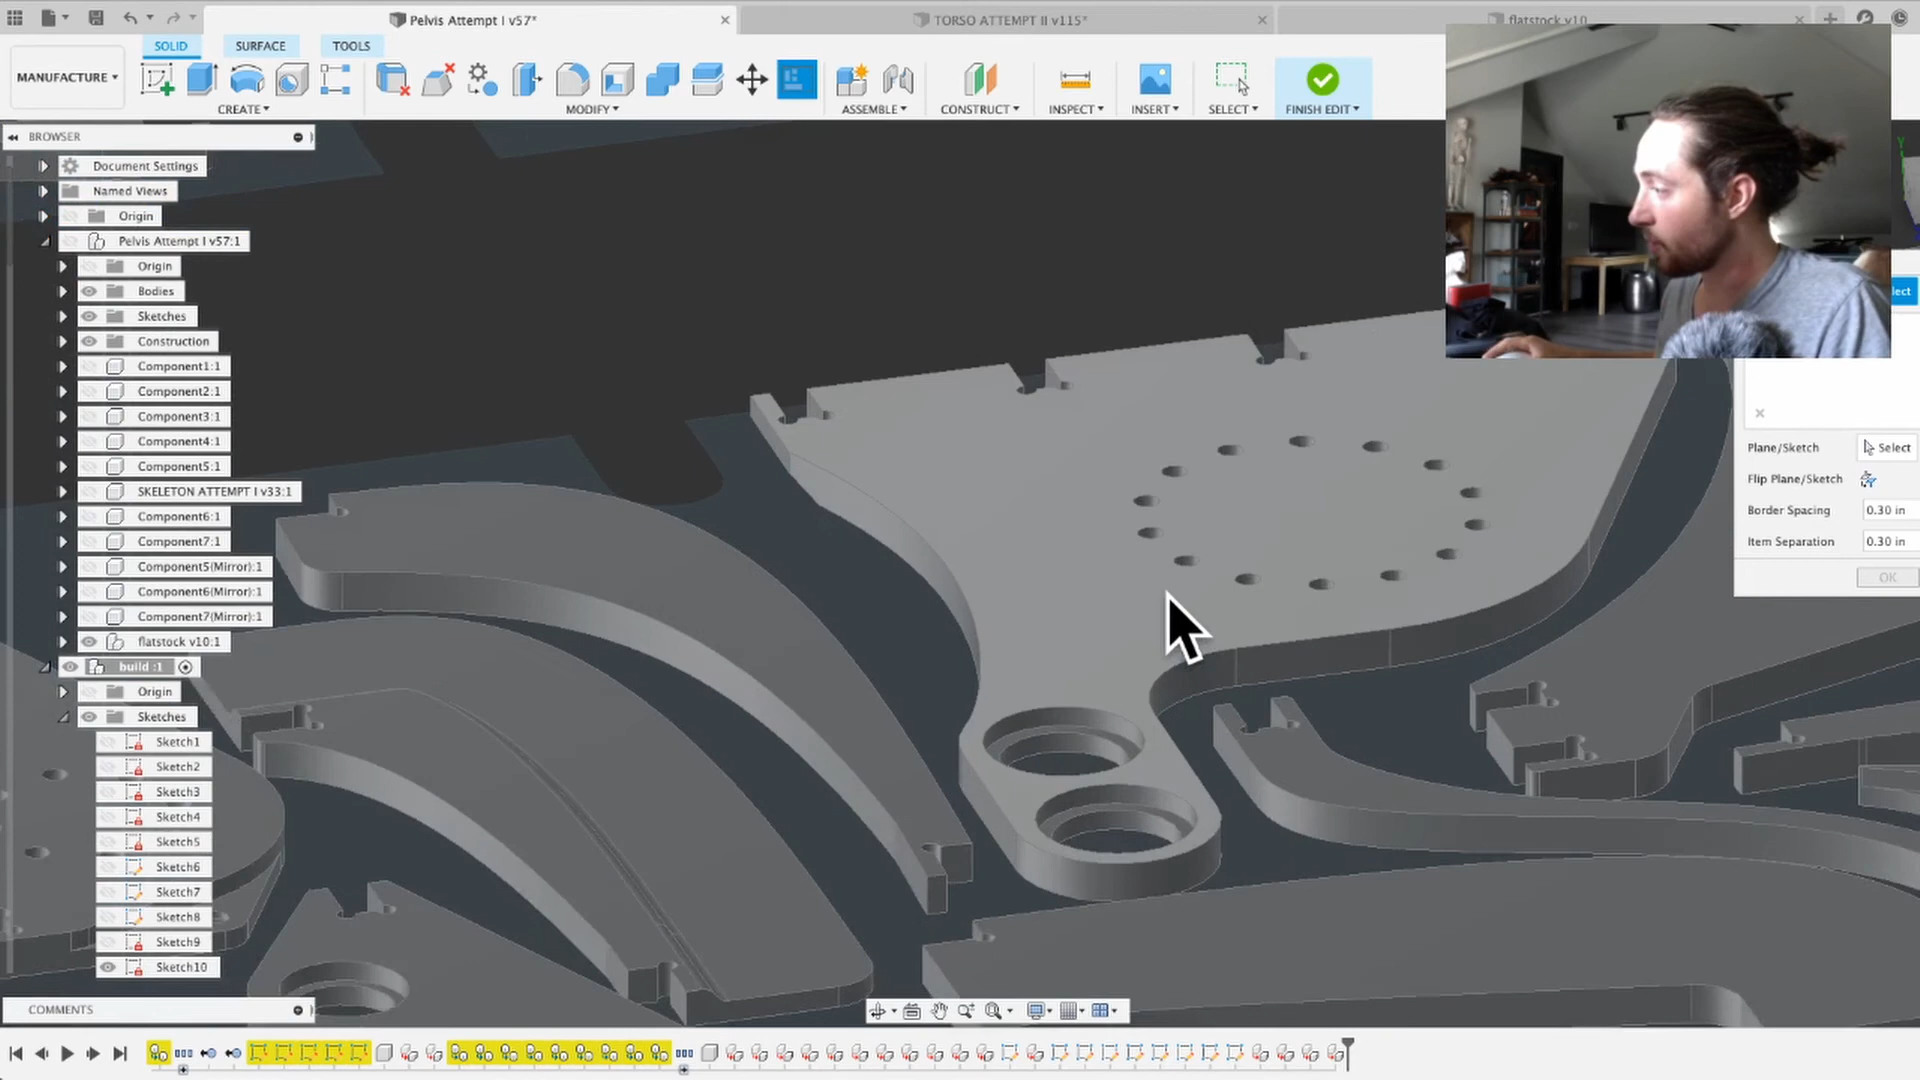 Pelvis Attempt I v57*
TORSO ATTEMPT II v115*
flatstock v10
MANUFACTURE
SOLID
SURFACE
TOOLS
CREATE
MODIFY
ASSEMBLE
CONSTRUCT
INSPECT
INSERT
SELECT
FINISH EDIT
BROWSER
Document Settings
Named Views
Origin
Pelvis Attempt I v57:1
Origin
Bodies
Sketches
Construction
Component1:1
Component2:1
Component3:1
Component4:1
Component5:1
SKELETON ATTEMPT I v33:1
Component6:1
Component7:1
Component5(Mirror):1
Component6(Mirror):1
Component7(Mirror):1
flatstock v10:1
build :1
Origin
Sketches
Sketch1
Sketch2
Sketch3
Sketch4
Sketch5
Sketch6
Sketch7
Sketch8
Sketch9
Sketch10
COMMENTS
Y
lect
Plane/Sketch
Select
Flip Plane/Sketch
Border Spacing
0.30 in
Item Separation
0.30 in
OK